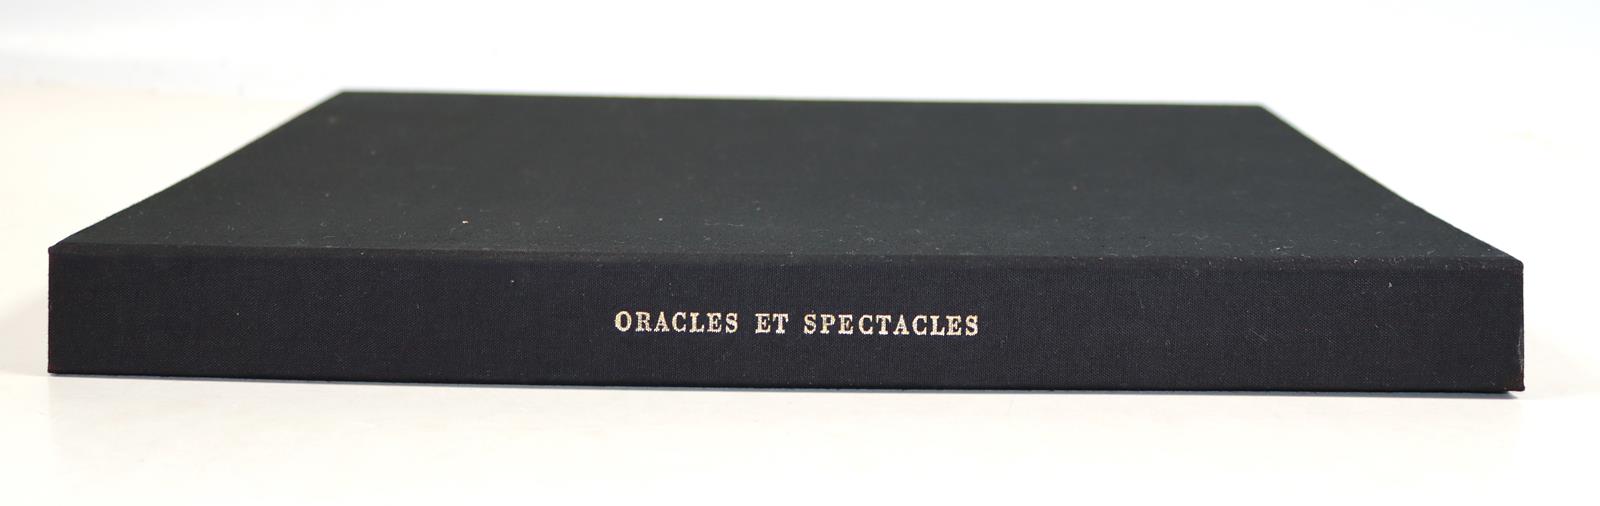 ORACLES ET SPECTACLES